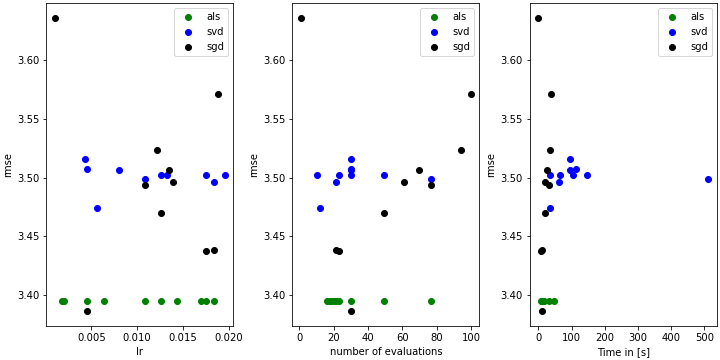 als
svd
sgd
als
svd
sgd
als
svd
sgd
3.60
3.55
3.50
3.45
3.40
rmse
0.005 0.010 0.015 0.020
lr
3.60
3.55
3.50
3.45
3.40
rmse
0 20 40 60 80 100
number of evaluations
3.60
3.55
3.50
3.45
3.40
rmse
0 100 200 300 400 500
Time in [s]